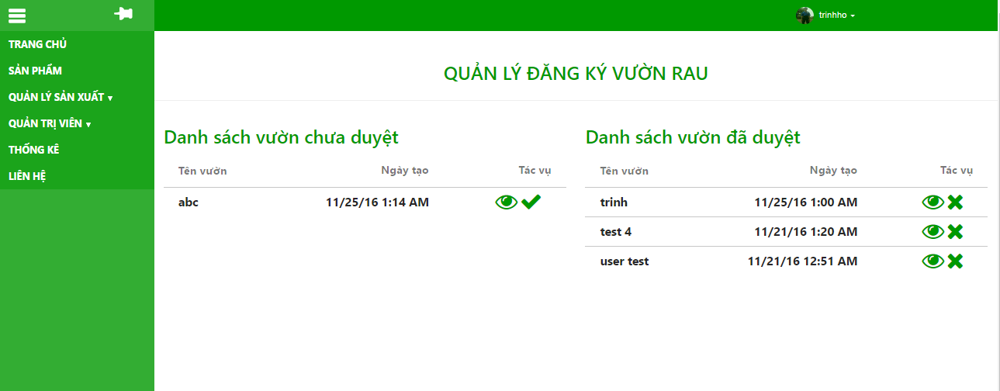 trinhho
TRANG CHỦ
SẢN PHẨM
QUẢN LÝ SẢN XUẤT ▾
QUẢN TRỊ VIÊN ▾
THỐNG KÊ
LIÊN HỆ
QUẢN LÝ ĐĂNG KÝ VƯỜN RAU
Danh sách vườn chưa duyệt
Tên vườn Ngày tạo Tác vụ
abc 11/25/16 1:14 AM
Danh sách vườn đã duyệt
Tên vườn Ngày tạo Tác vụ
trinh 11/25/16 1:00 AM
test 4 11/21/16 1:20 AM
user test 11/21/16 12:51 AM